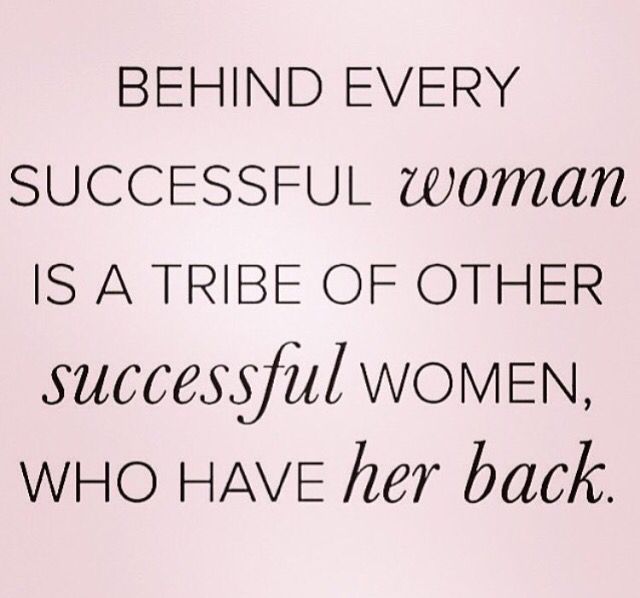 BEHIND EVERY
SUCCESSFUL woman
IS A TRIBE OF OTHER
successful WOMEN,
WHO HAVE her back.